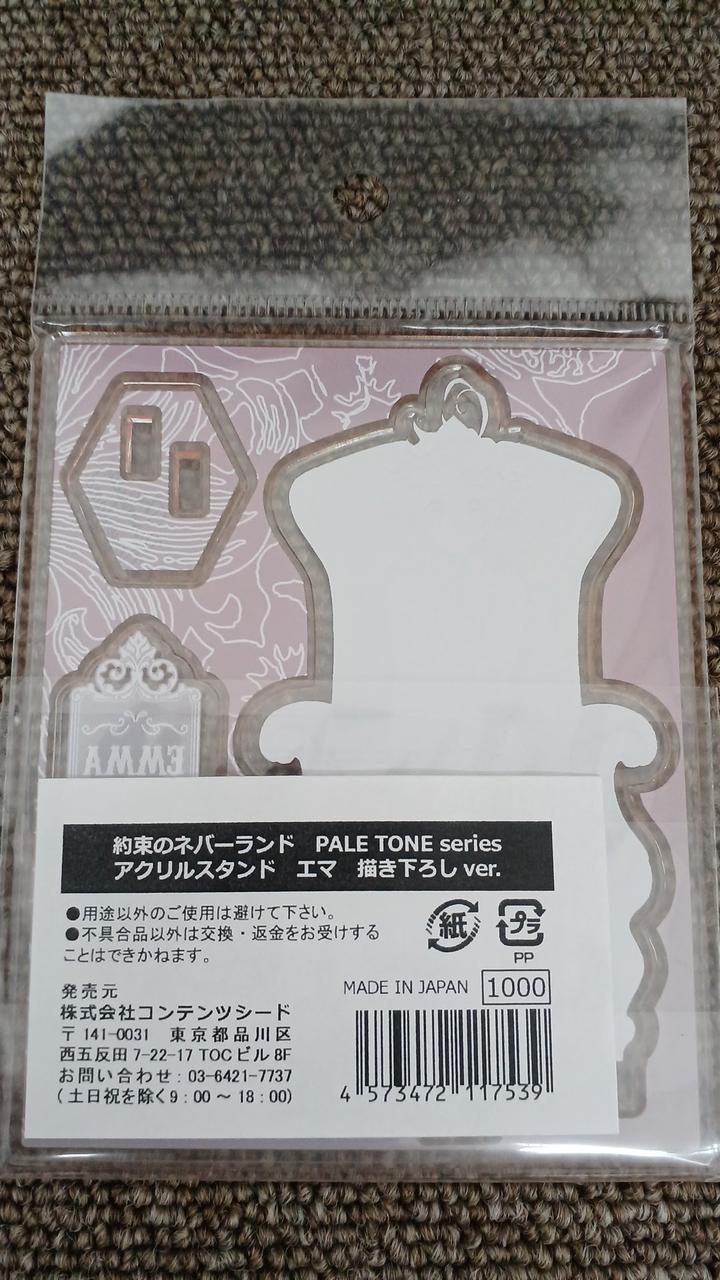 EMMA
約束のネバーランド　PALE TONE series
アクリルスタンド　エマ　描き下ろし ver.
●用途以外のご使用は避けて下さい。
●不具合品以外は交換・返金をお受けする
ことはできかねます。
紙
プラ
PP
発売元
株式会社コンテンツシード
〒 141-0031　東京都品川区
西五反田 7-22-17 TOCビル 8F
お問い合わせ : 03-6421-7737
( 土日祝を除く 9 : 00 ～ 18 : 00)
MADE IN JAPAN 1000
4 573472 117539